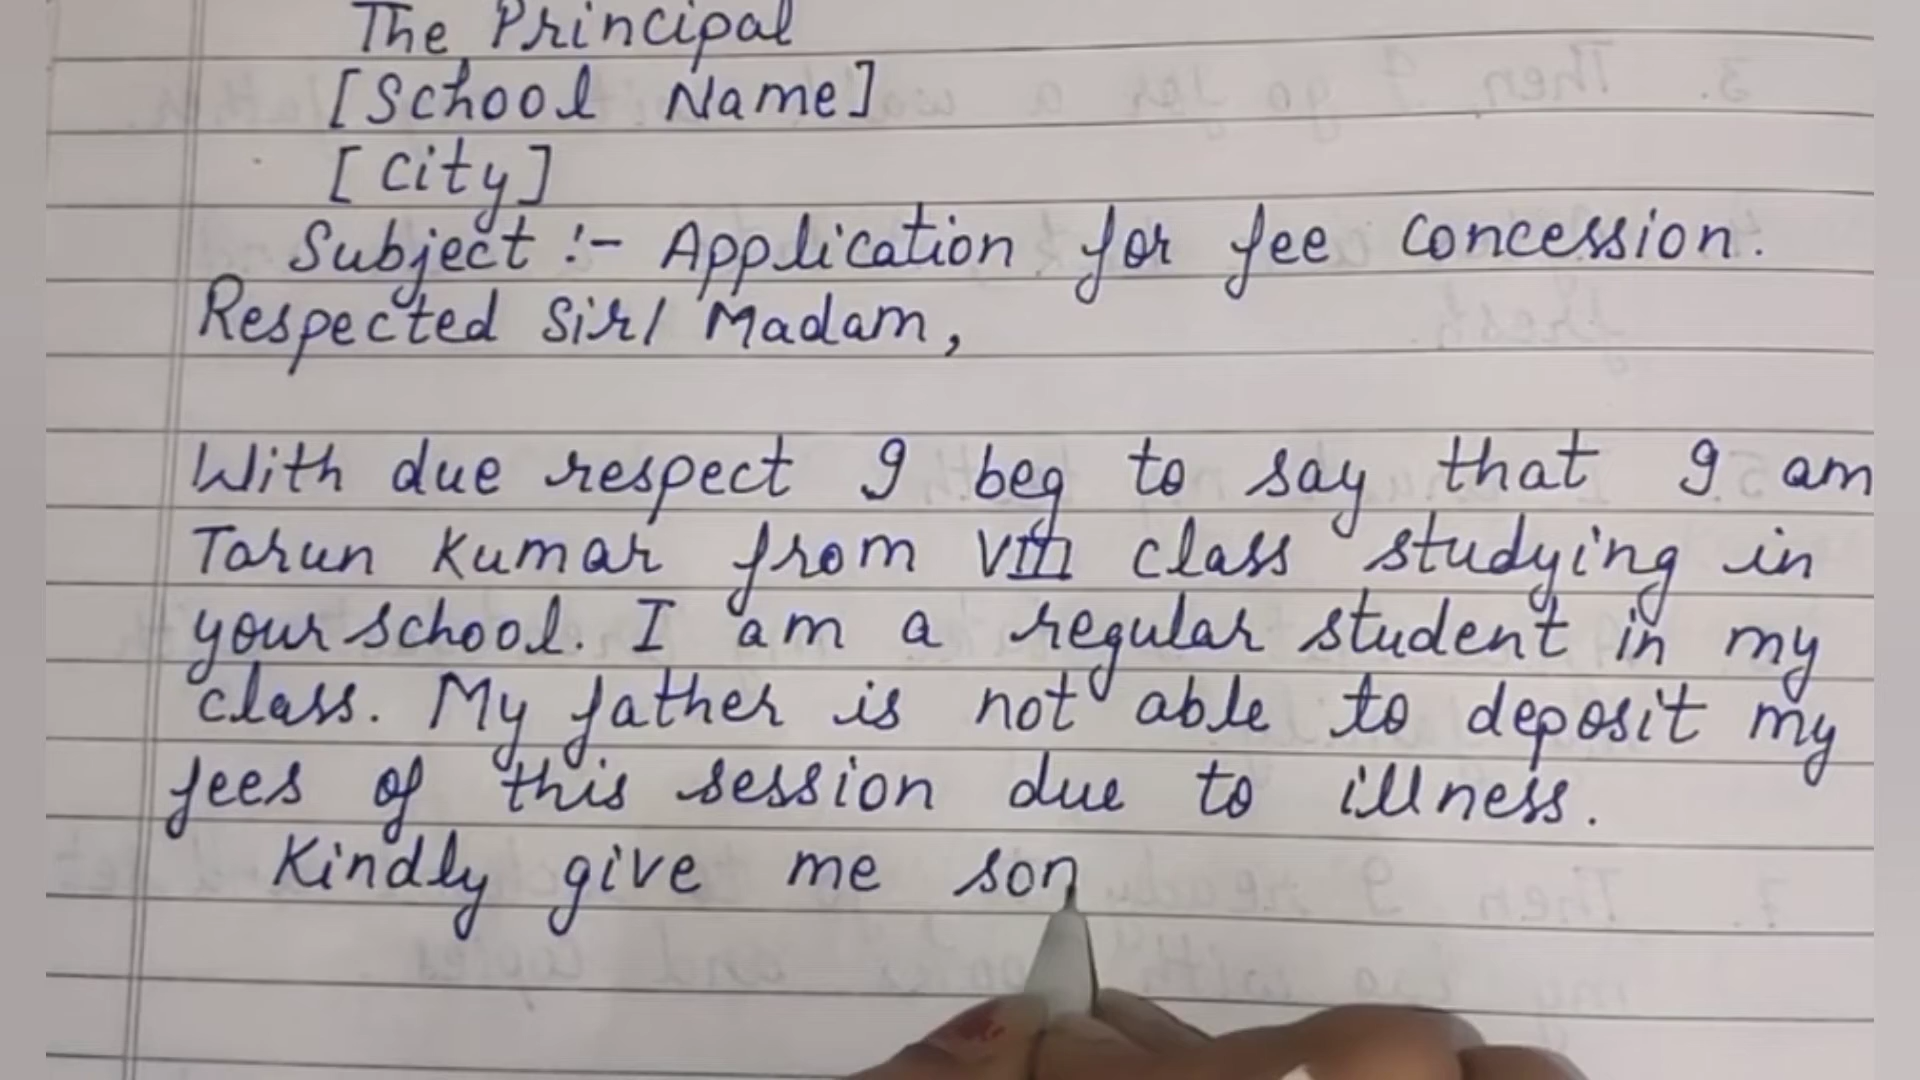 The Principal
[School Name]
[City]
Subject :- Application for fee concession.
Respected Sir/ Madam,
With due respect I beg to say that I am
Tarun Kumar from VIII class studying in
your school. I am a regular student in my
class. My father is not able to deposit my
fees of this session due to illness.
Kindly give me